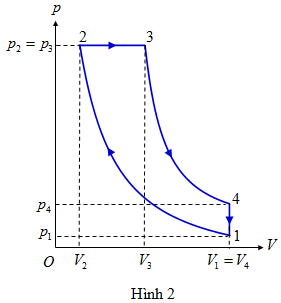 p
2
3
p₂ = p₃
4
p₄
p₁
1
V
O
V₂
V₃
V₁ = V₄
Hình 2